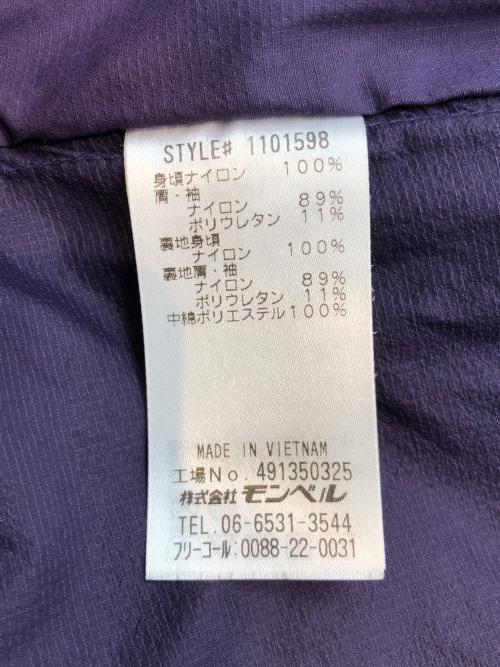 STYLE# 1101598
身頃ナイロン 100%
肩・袖
ナイロン 89%
ポリウレタン 11%
裏地身頃
ナイロン 100%
裏地肩・袖
ナイロン 89%
ポリウレタン 11%
中綿ポリエステル100%
MADE IN VIETNAM
工場No. 491350325
株式会社 モンベル
TEL. 06-6531-3544
フリーコール:0088-22-0031